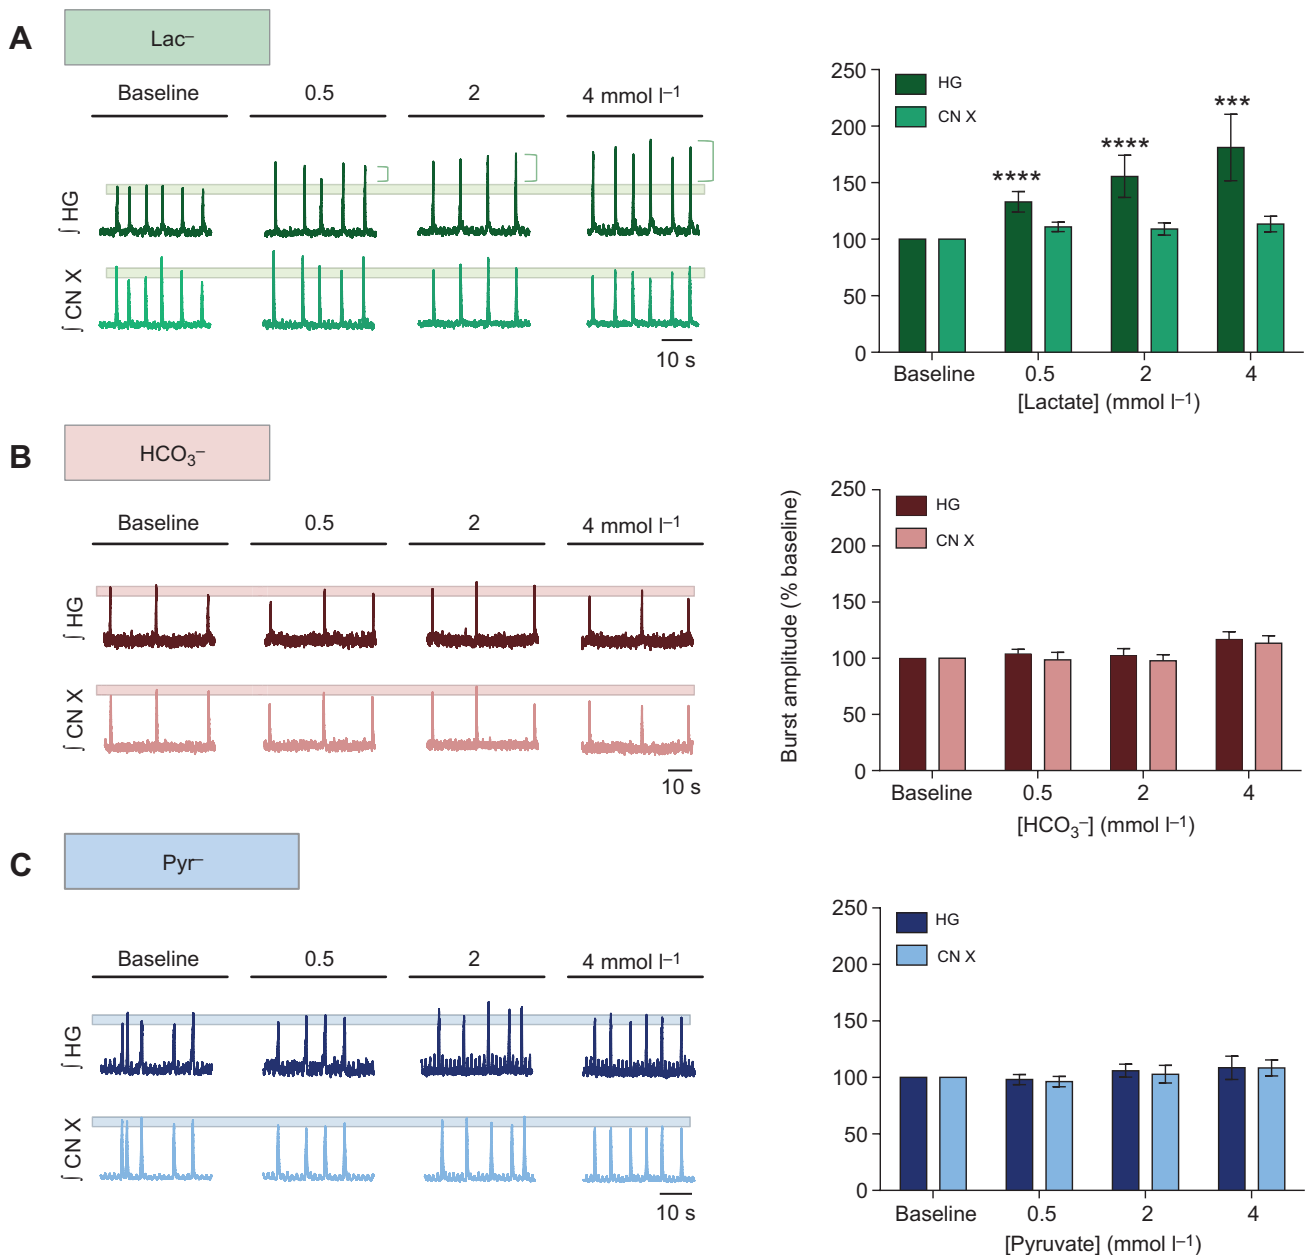 A
Lac–
Baseline 0.5 2 4 mmol l–1
∫ HG
∫ CN X
10 s
250
200
150
100
50
0
HG
CN X
****
****
***
Baseline 0.5 2 4
[Lactate] (mmol l–1)
B
HCO3–
Baseline 0.5 2 4 mmol l–1
∫ HG
∫ CN X
10 s
Burst amplitude (% baseline)
250
200
150
100
50
0
HG
CN X
Baseline 0.5 2 4
[HCO3–] (mmol l–1)
C
Pyr–
Baseline 0.5 2 4 mmol l–1
∫ HG
∫ CN X
10 s
250
200
150
100
50
0
HG
CN X
Baseline 0.5 2 4
[Pyruvate] (mmol l–1)